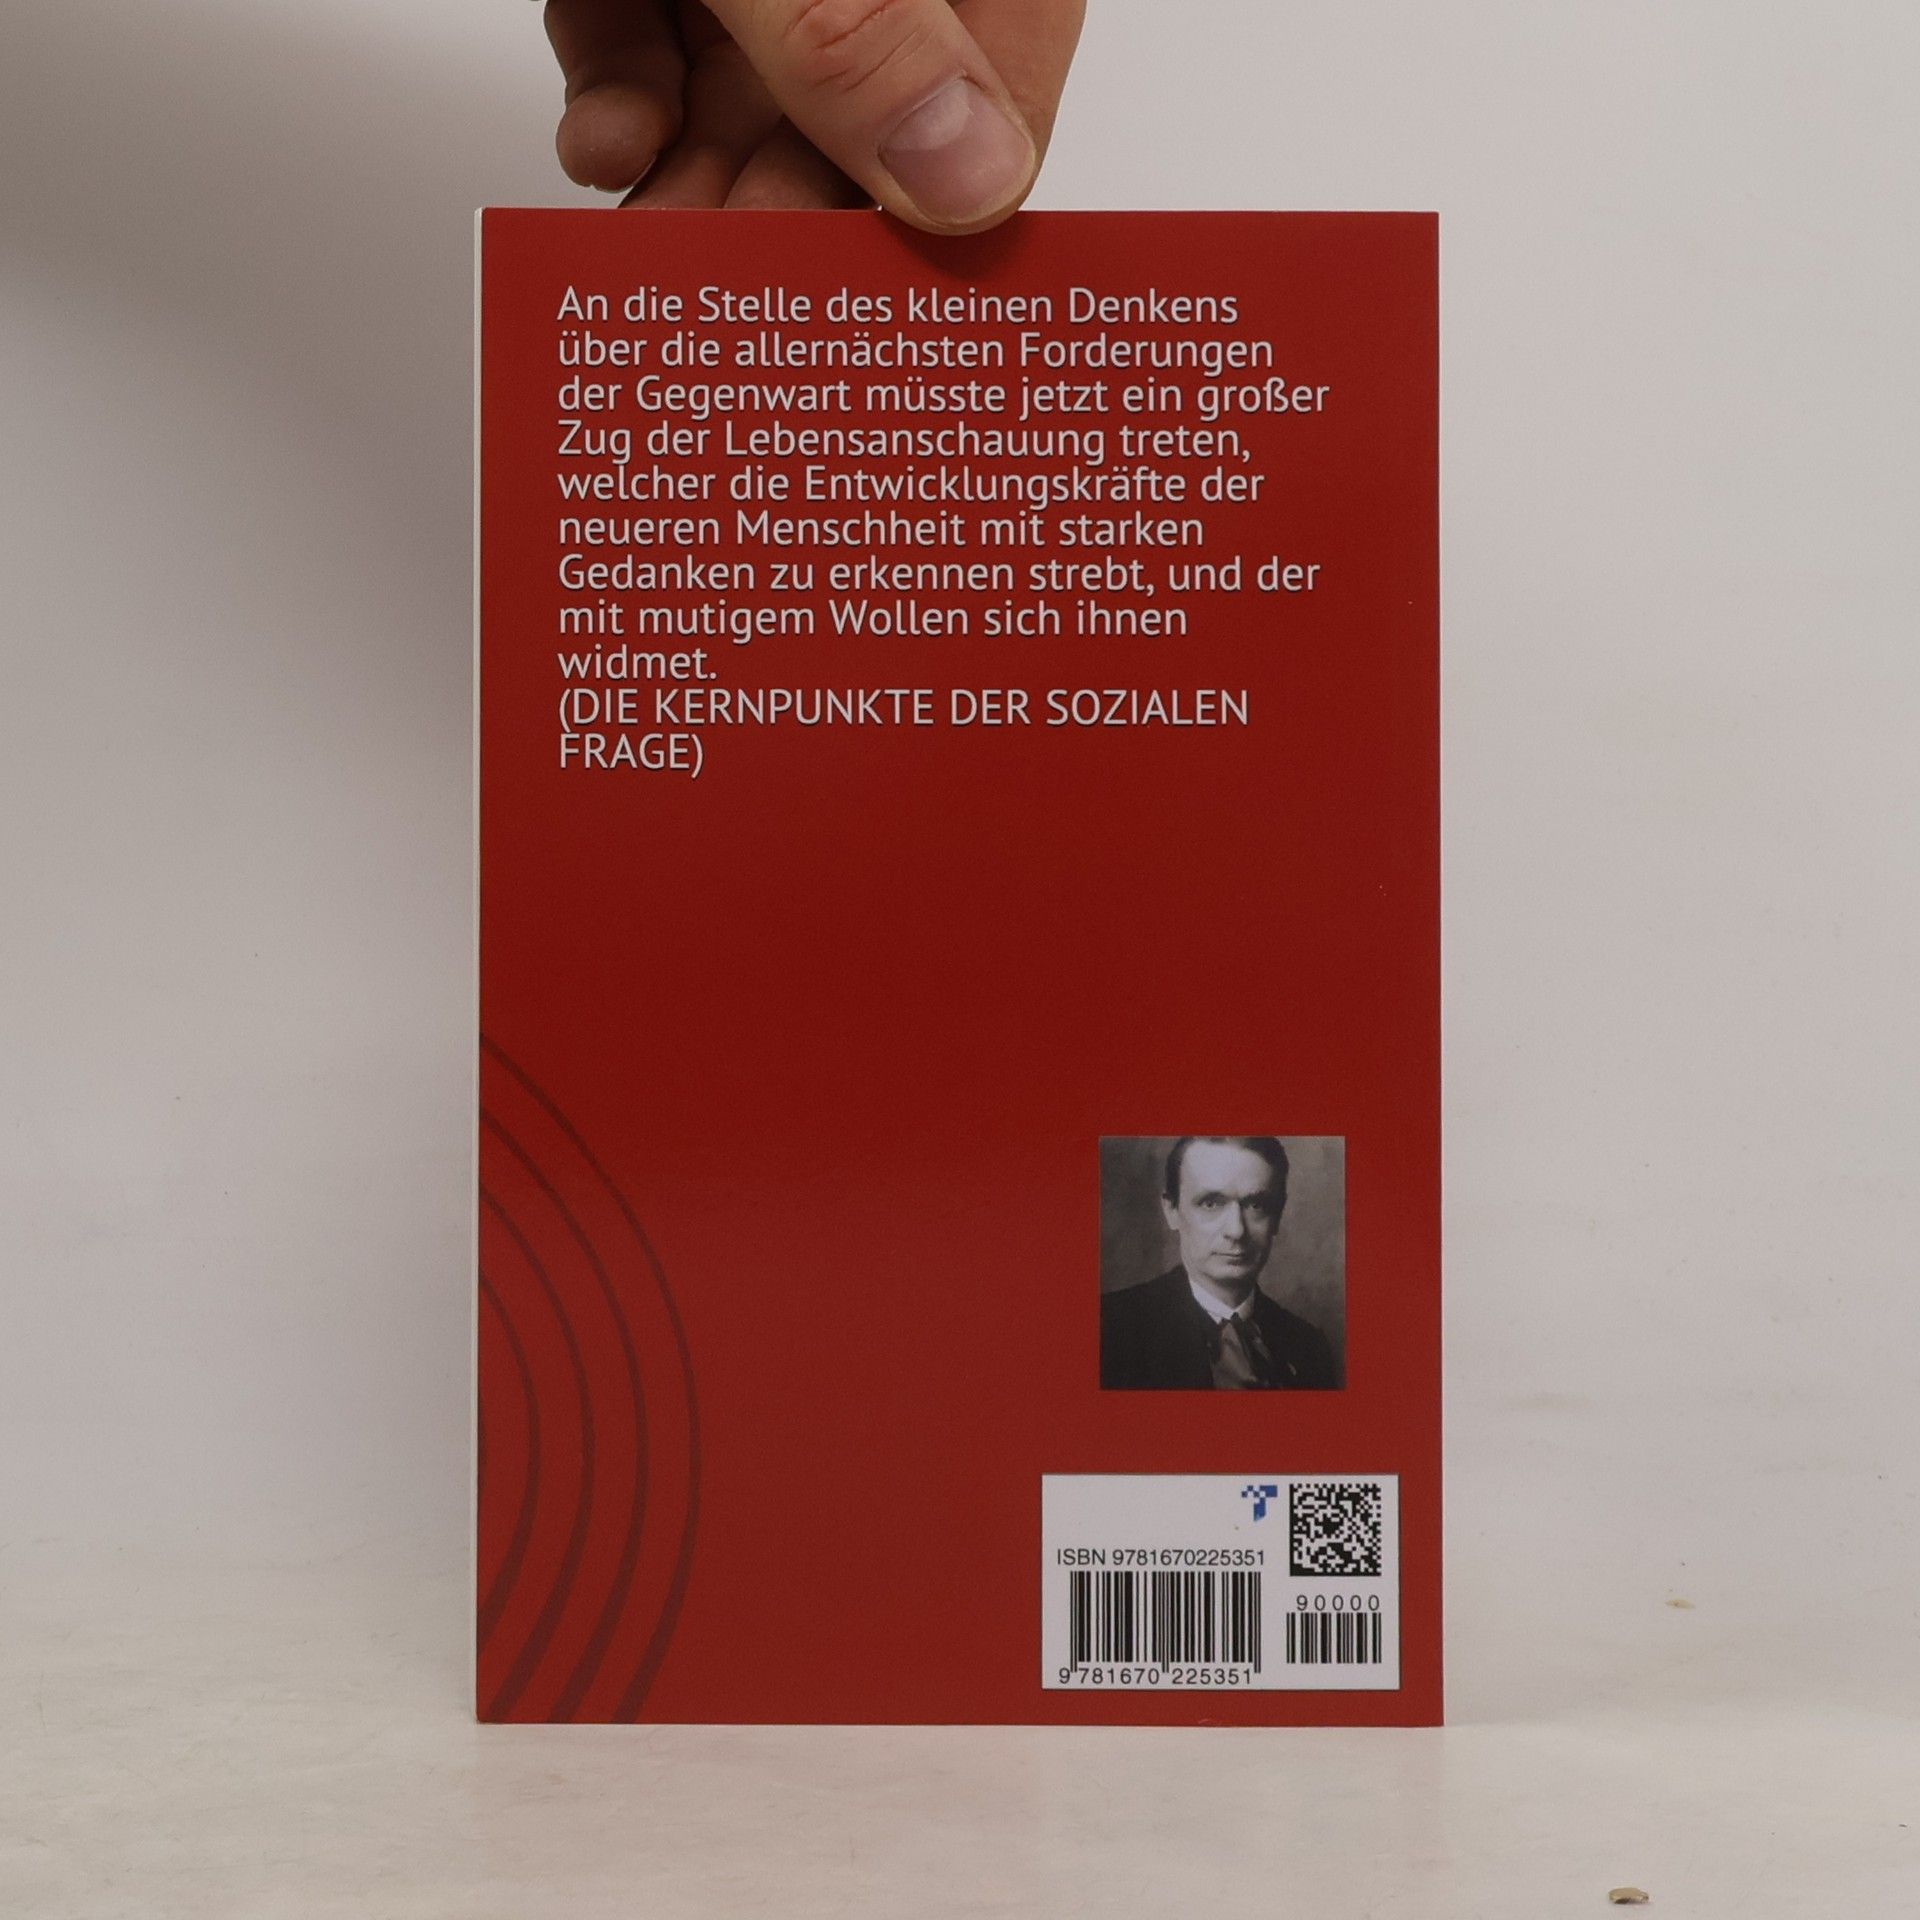 An die Stelle des kleinen Denkens
über die allernächsten Forderungen
der Gegenwart müsste jetzt ein großer
Zug der Lebensanschauung treten,
welcher die Entwicklungskräfte der
neueren Menschheit mit starken
Gedanken zu erkennen strebt, und der
mit mutigem Wollen sich ihnen
widmet.
(DIE KERNPUNKTE DER SOZIALEN
FRAGE)
ISBN 9781670225351
90000
9 781670 225351